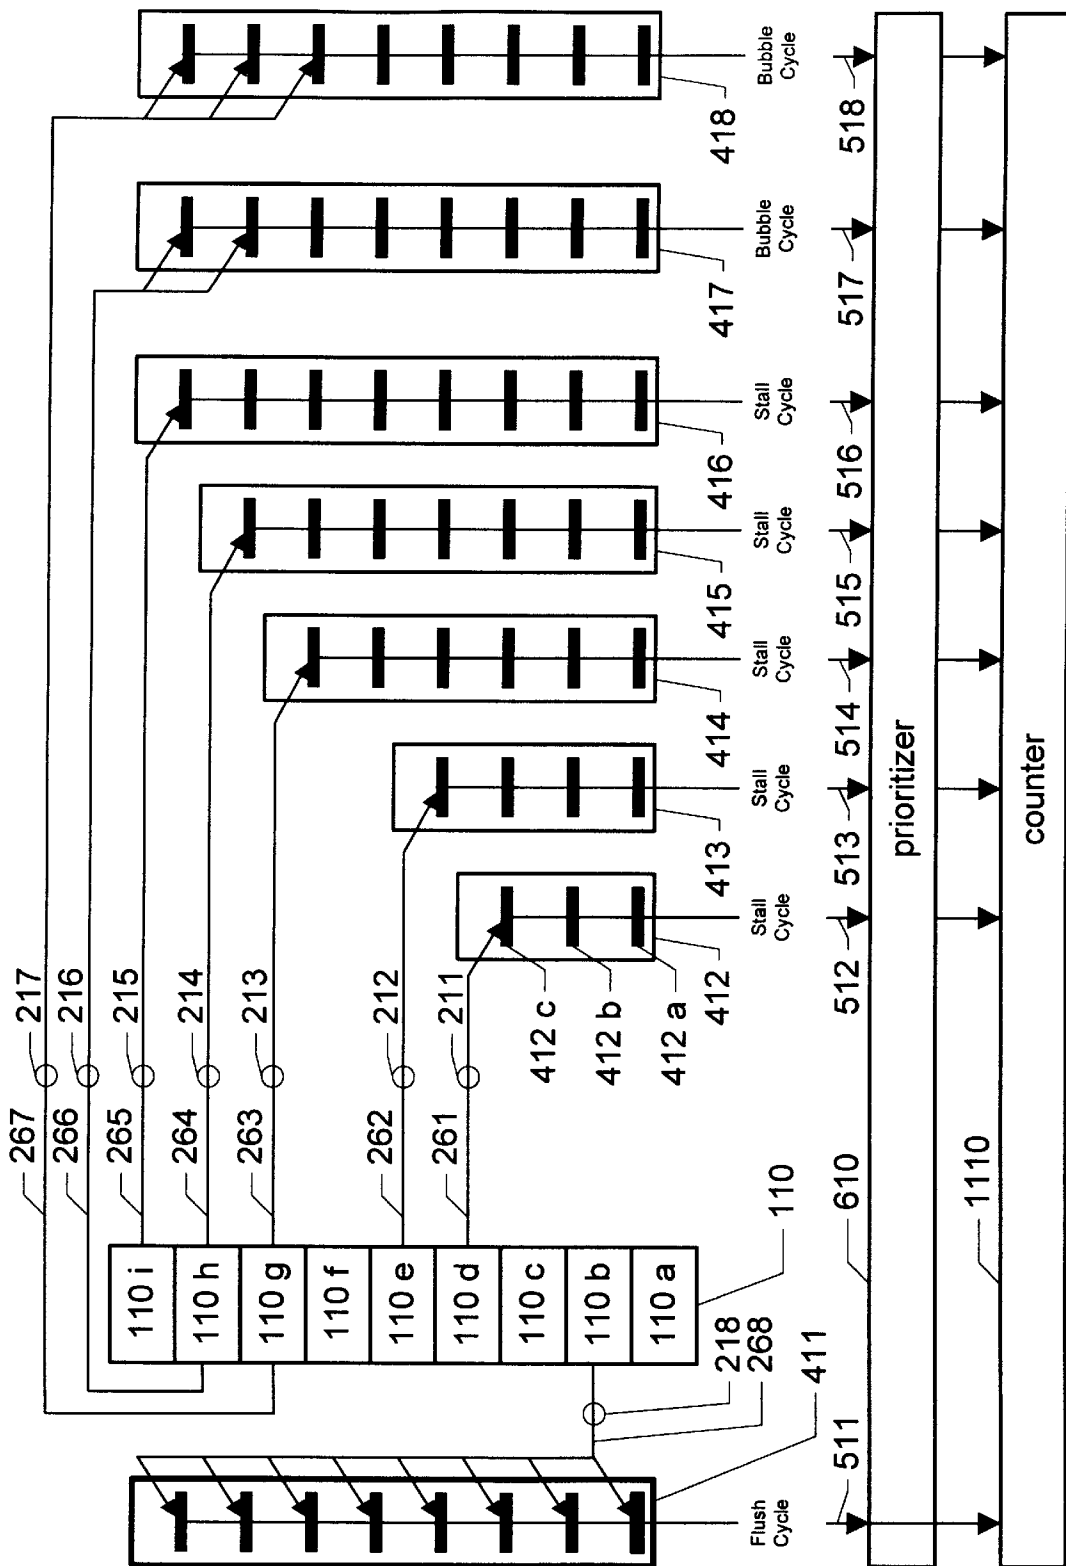 267
217
266
216
265
215
264
214
263
213
262
212
261
211
110 i
110 h
110 g
110 f
110 e
110 d
110 c
110 b
110 a
110
218
268
411
412 c
412 b
412 a
412
413
414
415
416
417
418
Flush
Cycle
Stall
Cycle
Stall
Cycle
Stall
Cycle
Stall
Cycle
Stall
Cycle
Bubble
Cycle
Bubble
Cycle
511
610
512
513
514
515
516
517
518
prioritizer
1110
counter